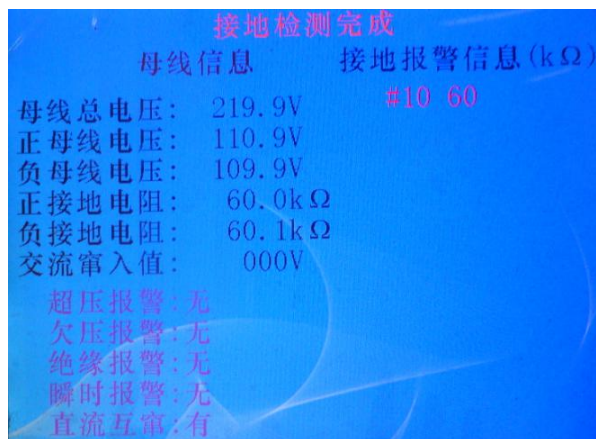 接地检测完成
母线信息 接地报警信息(kΩ)
母线总电压: 219.9V #10 60
正母线电压: 110.9V
负母线电压: 109.9V
正接地电阻: 60.0kΩ
负接地电阻: 60.1kΩ
交流窜入值: 000V
超压报警:无
欠压报警:无
绝缘报警:无
瞬时报警:无
直流互窜:有